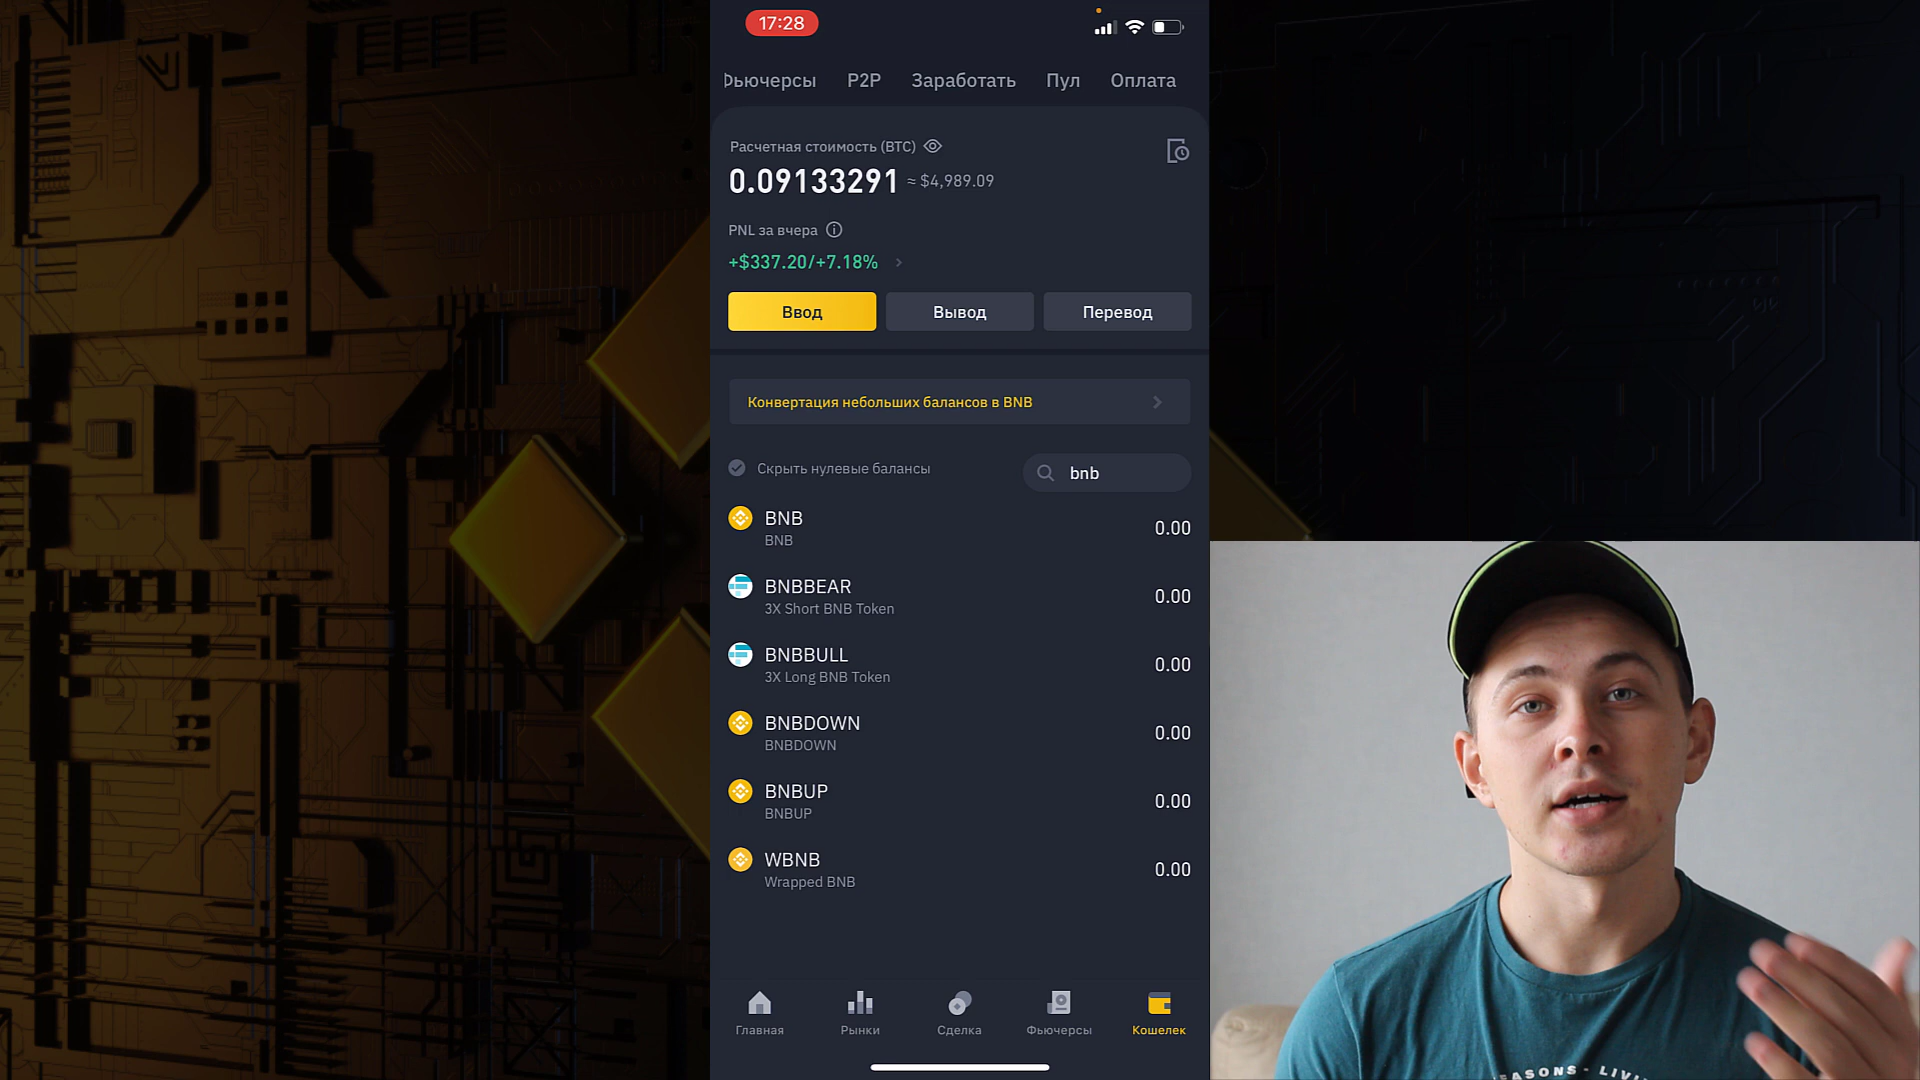 17:28
Фьючерсы P2P Заработать Пул Оплата
Расчетная стоимость (BTC)
0.09133291 ≈ $4,989.09
PNL за вчера
+$337.20/+7.18%
Ввод Вывод Перевод
Конвертация небольших балансов в BNB
Скрыть нулевые балансы
bnb
BNB
BNB
0.00
BNBBEAR
3X Short BNB Token
0.00
BNBBULL
3X Long BNB Token
0.00
BNBDOWN
BNBDOWN
0.00
BNBUP
BNBUP
0.00
WBNB
Wrapped BNB
0.00
Главная Рынки Сделка Фьючерсы Кошелек